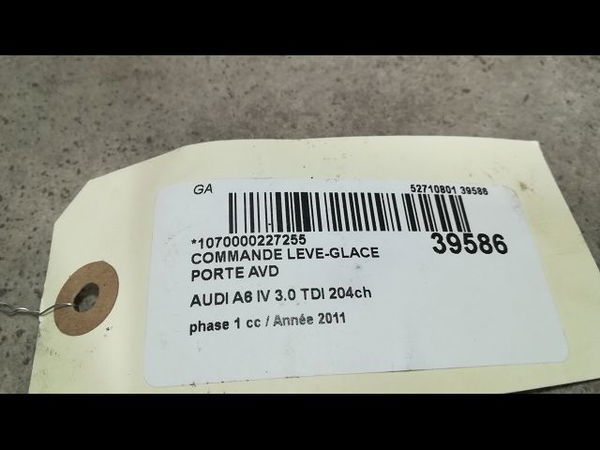 GA
52710801 39586
*1070000227255
39586
COMMANDE LEVE-GLACE
PORTE AVD
AUDI A6 IV 3.0 TDI 204ch
phase 1 cc / Année 2011